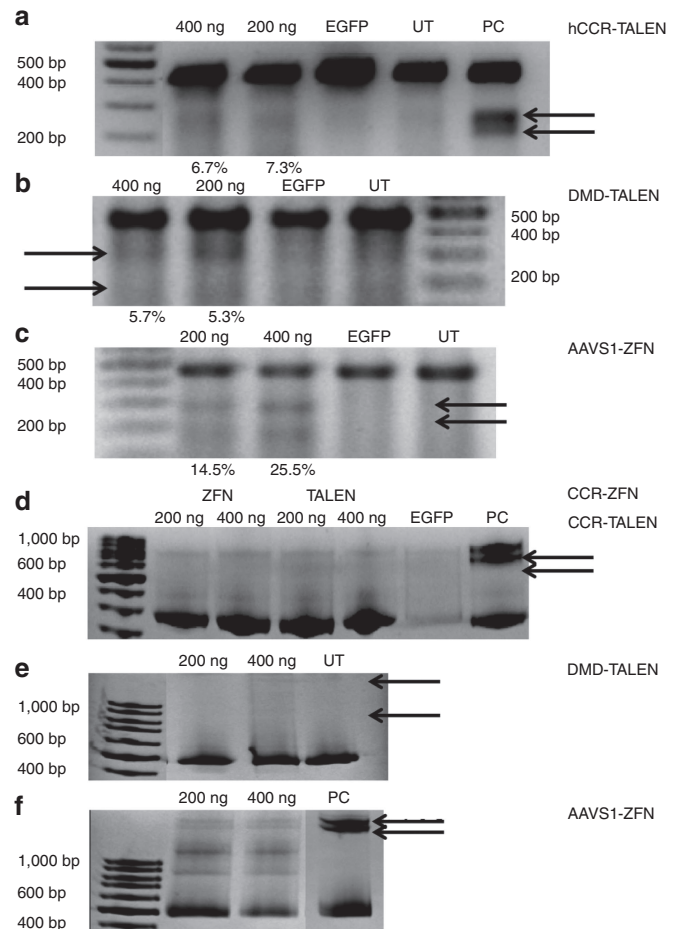 a
400 ng 200 ng EGFP UT PC
hCCR-TALEN
500 bp
400 bp
200 bp
6.7% 7.3%
b
400 ng 200 ng EGFP UT
DMD-TALEN
500 bp
400 bp
200 bp
5.7% 5.3%
c
200 ng 400 ng EGFP UT
AAVS1-ZFN
500 bp
400 bp
200 bp
14.5% 25.5%
d
ZFN TALEN
CCR-ZFN
200 ng 400 ng 200 ng 400 ng EGFP PC
CCR-TALEN
1,000 bp
600 bp
400 bp
e
200 ng 400 ng UT
DMD-TALEN
1,000 bp
600 bp
400 bp
f
200 ng 400 ng PC
AAVS1-ZFN
1,000 bp
600 bp
400 bp